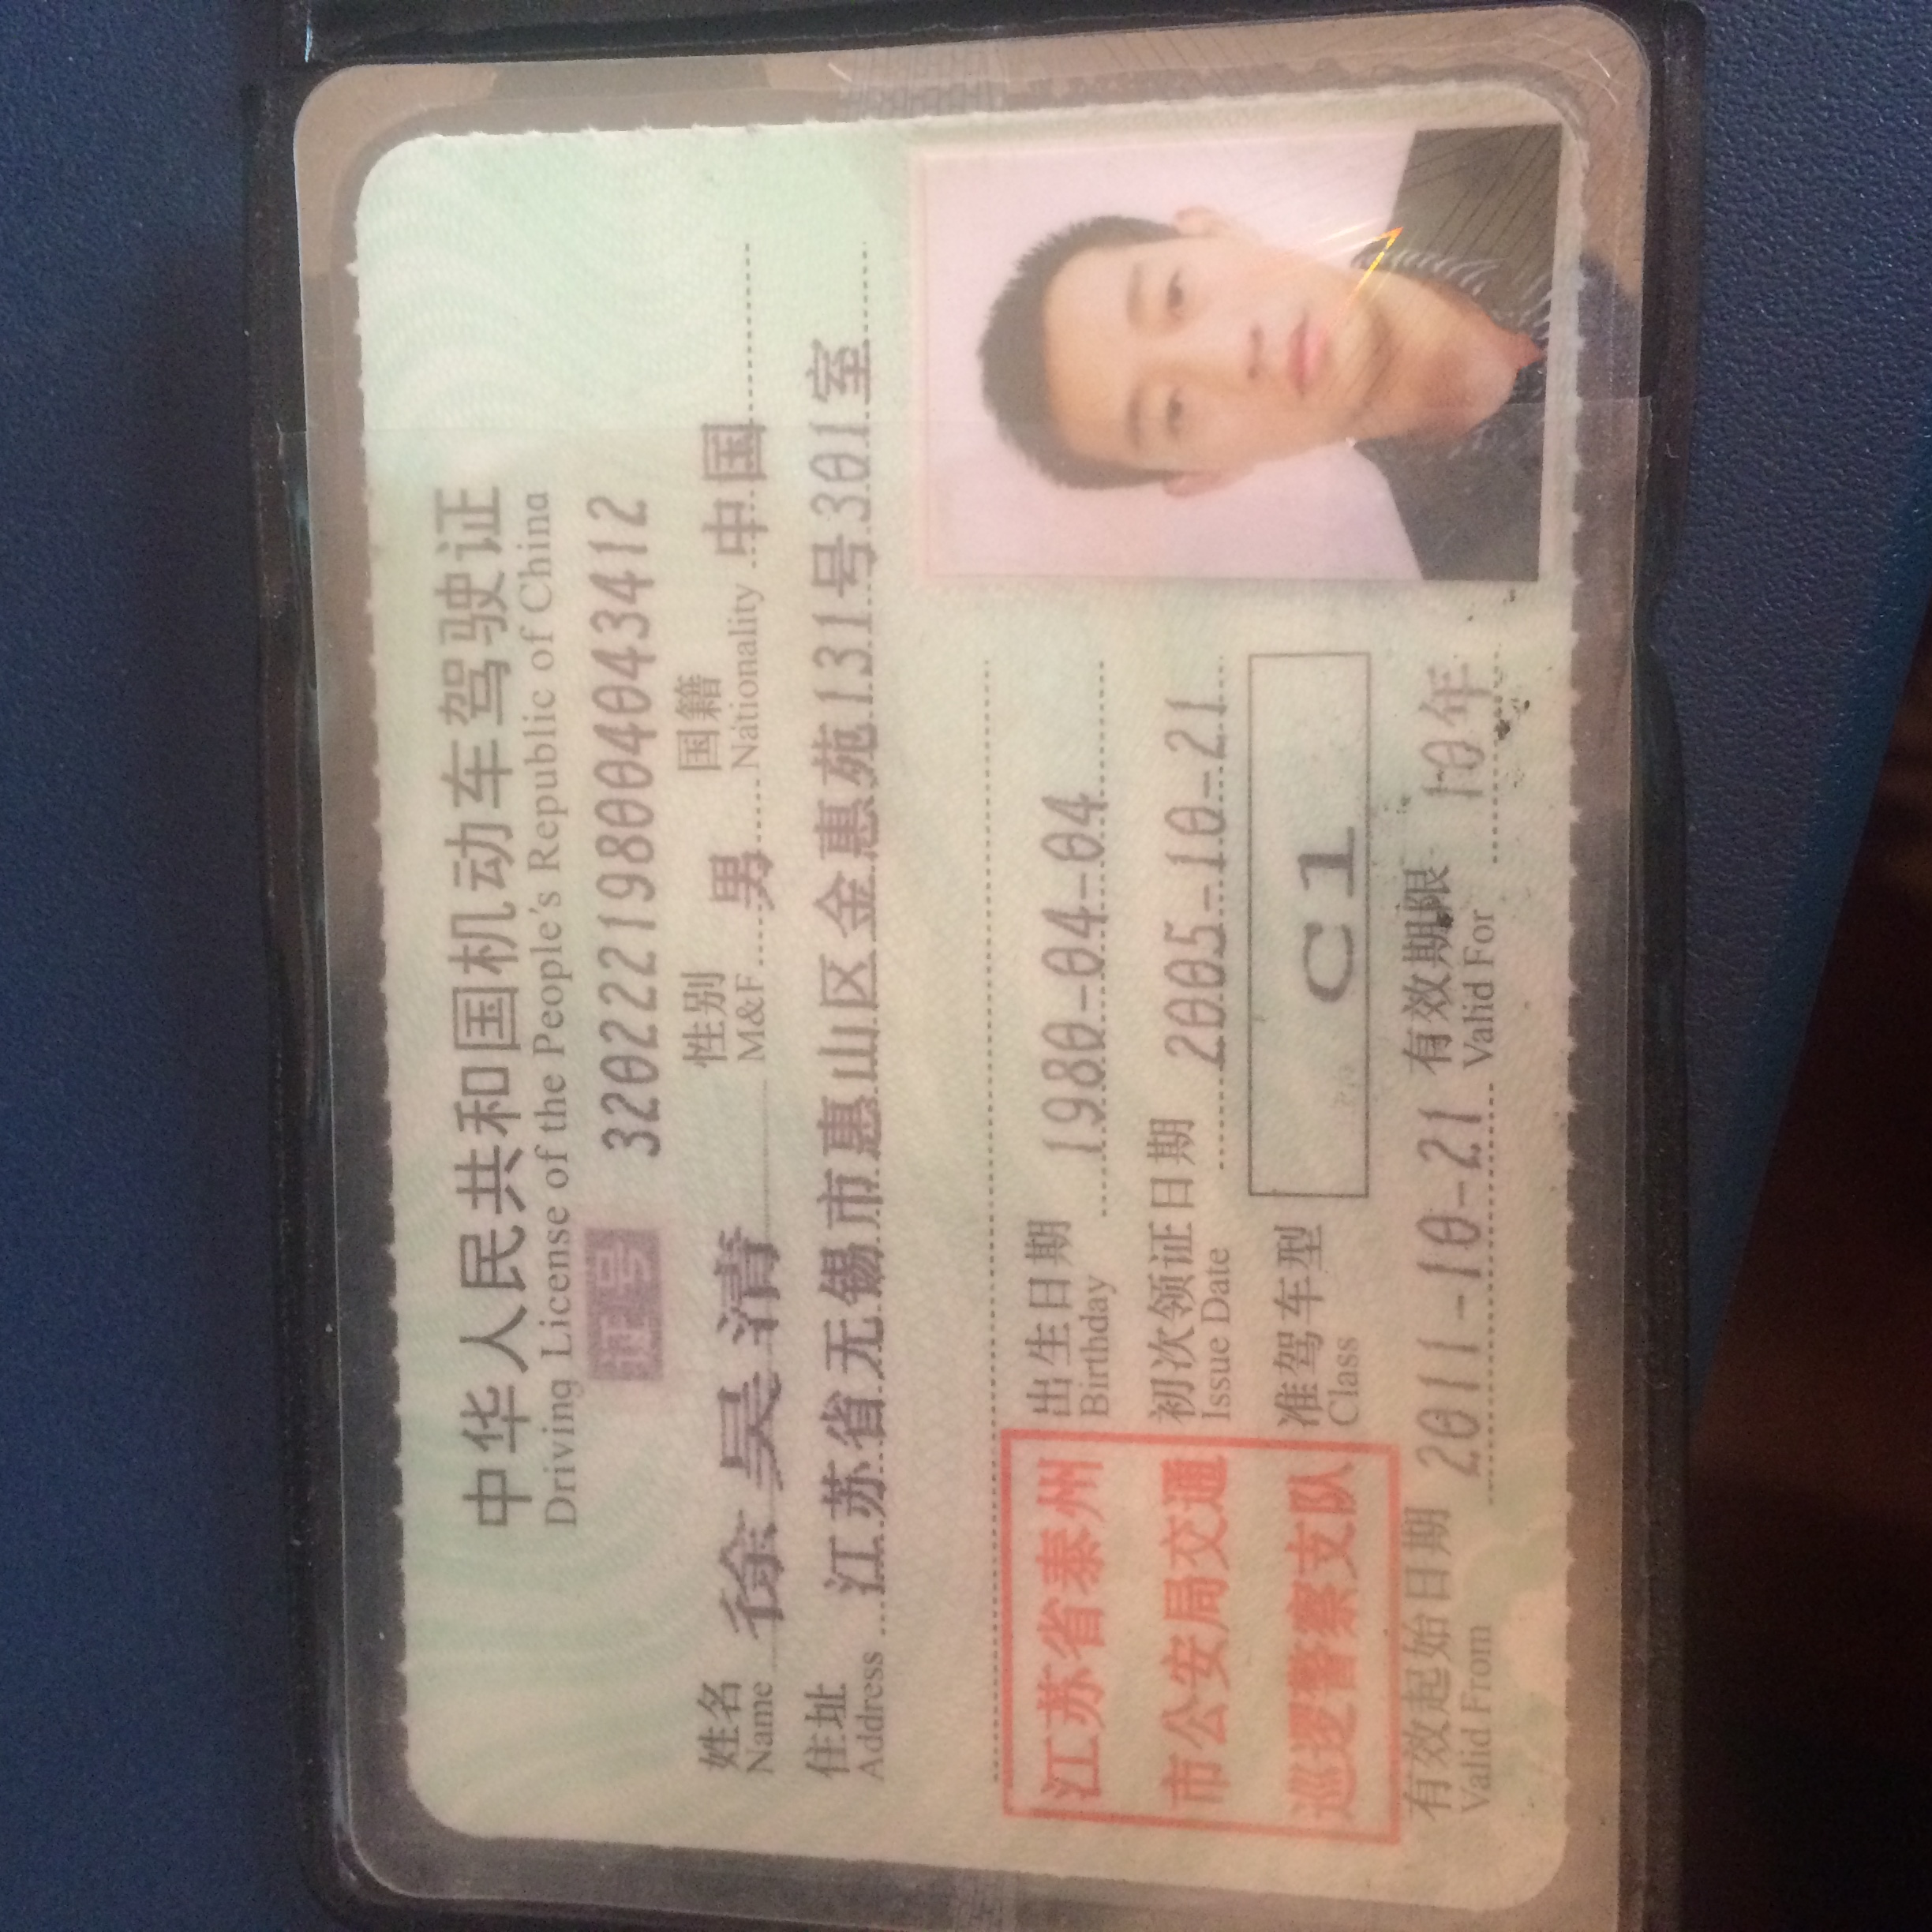 中华人民共和国机动车驾驶证
Driving License of the People's Republic of China
证号 320222198004043412
姓名 徐吴清 性别 男 国籍 中国
Name M&F Nationality
住址 江苏省无锡市惠山区金惠苑131号301室
Address
江苏省泰州
市公安局交通
巡逻警察支队
出生日期 1980-04-04
Birthday
初次领证日期 2005-10-21
Issue Date
准驾车型 C1
Class
有效起始日期 2011-10-21 有效期限 10年
Valid From Valid For